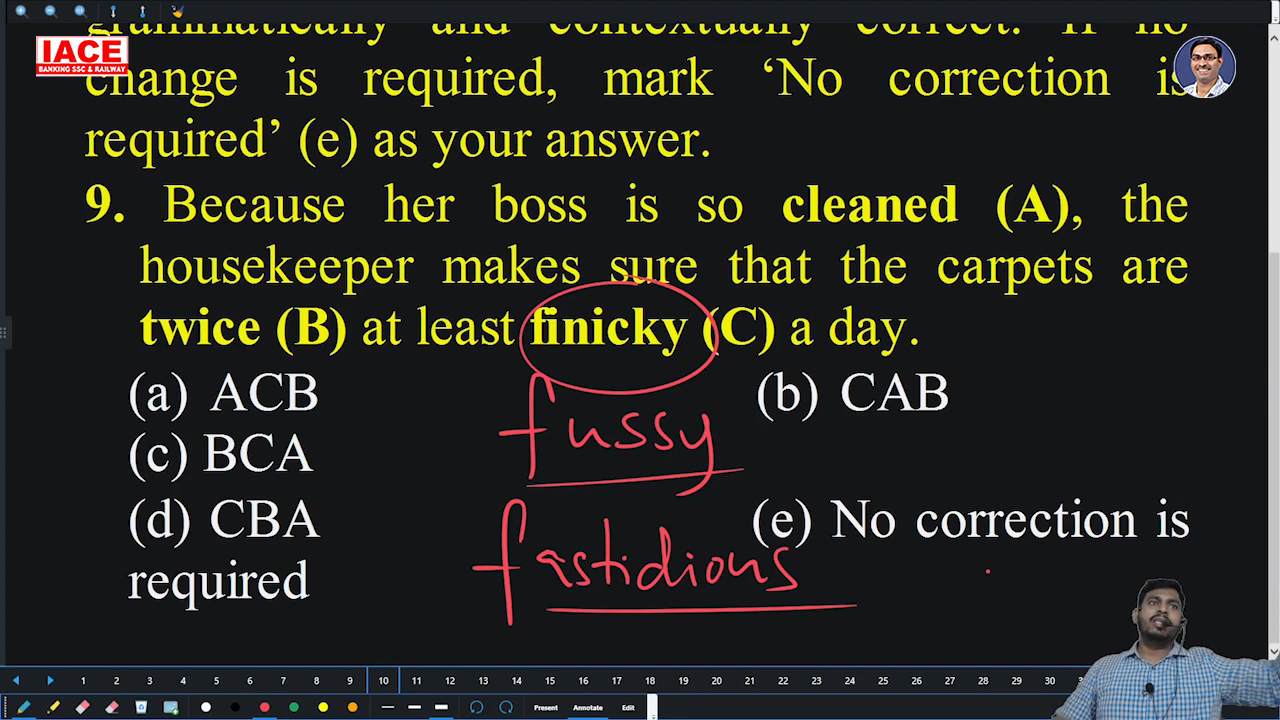 grammatically and contextually correct. If no
IACE
BANKING SSC & RAILWAY
change is required, mark ‘No correction is
required’ (e) as your answer.
9. Because her boss is so cleaned (A), the
housekeeper makes sure that the carpets are
twice (B) at least finicky (C) a day.
(a) ACB (b) CAB
fussy
(c) BCA
(d) CBA (e) No correction is
fastidious
required
1 2 3 4 5 6 7 8 9 10 11 12 13 14 15 16 17 18 19 20 21 22 23 24 25 26 27 28 29 30
Present Annotate Edit